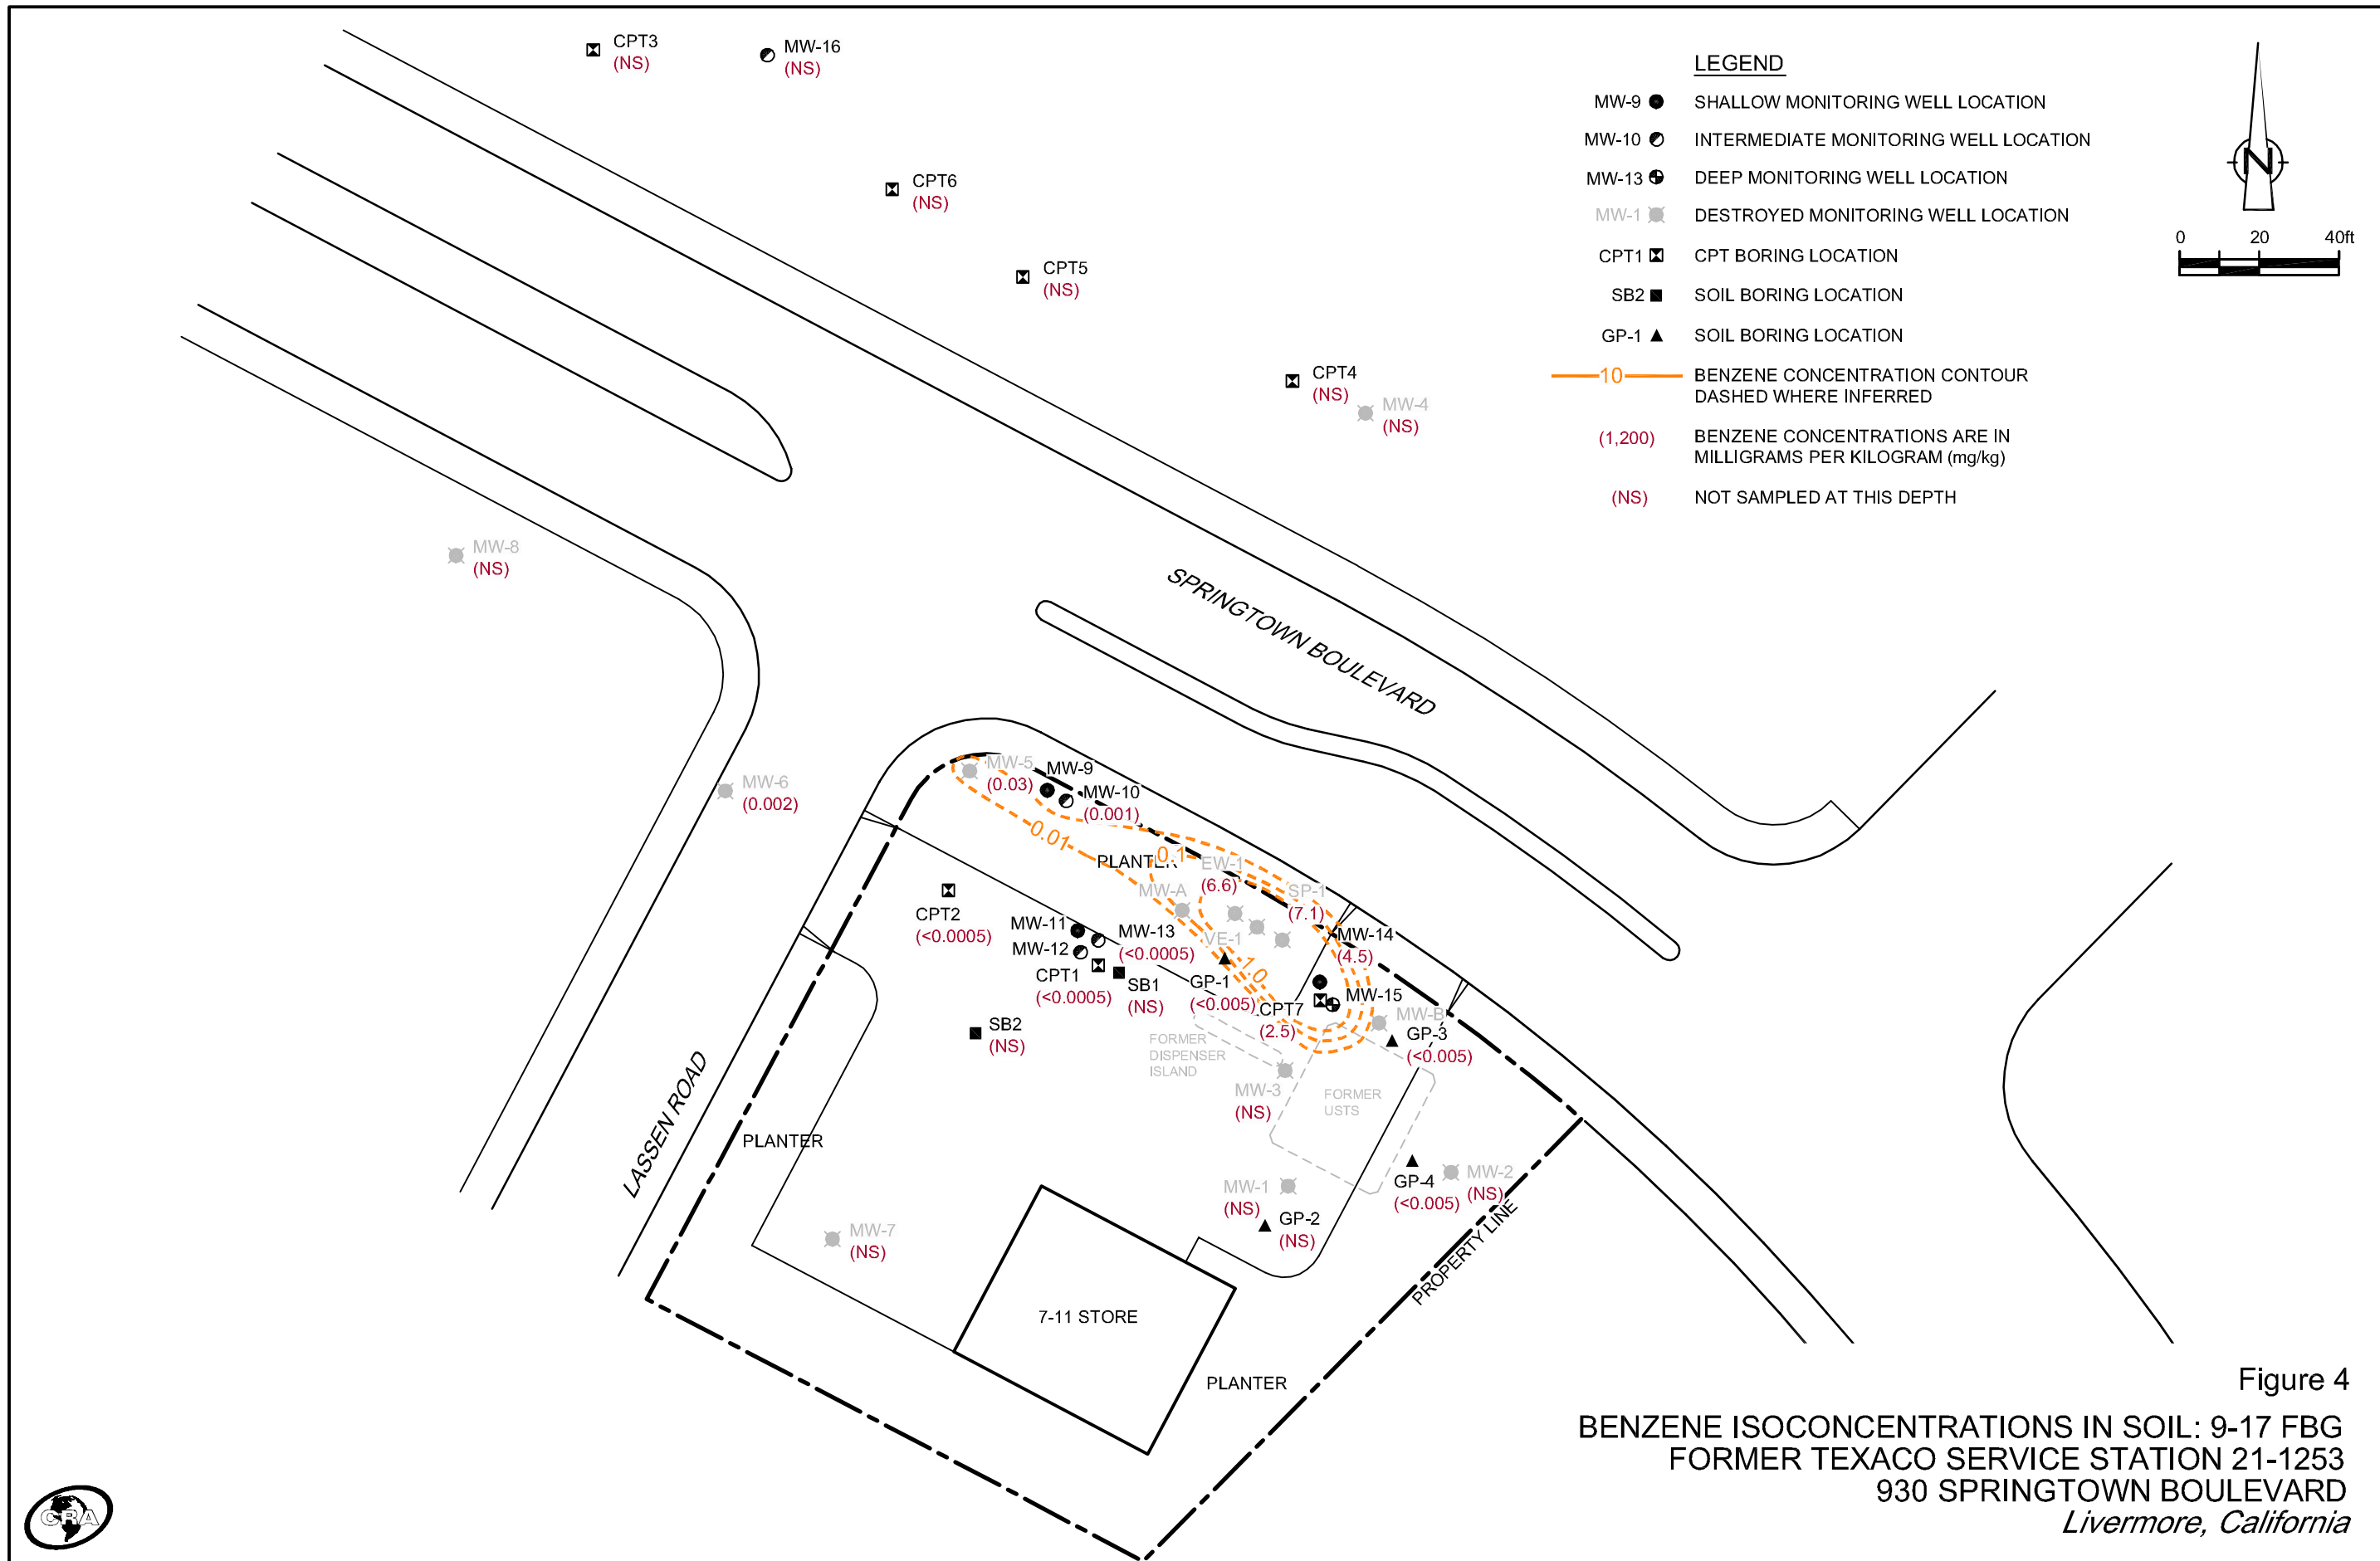 CPT3
(NS)
MW-16
(NS)
CPT6
(NS)
CPT5
(NS)
CPT4
(NS)
MW-4
(NS)
LEGEND
MW-9 SHALLOW MONITORING WELL LOCATION
MW-10 INTERMEDIATE MONITORING WELL LOCATION
MW-13 DEEP MONITORING WELL LOCATION
MW-1 DESTROYED MONITORING WELL LOCATION
CPT1 CPT BORING LOCATION
SB2 SOIL BORING LOCATION
GP-1 SOIL BORING LOCATION
10 BENZENE CONCENTRATION CONTOUR
DASHED WHERE INFERRED
(1,200) BENZENE CONCENTRATIONS ARE IN
MILLIGRAMS PER KILOGRAM (mg/kg)
(NS) NOT SAMPLED AT THIS DEPTH
N
0 20 40ft
MW-8
(NS)
SPRINGTOWN BOULEVARD
MW-6
(0.002)
MW-5
(0.03)
MW-9
MW-10
(0.001)
0.01
PLANTER
0.1
EW-1
(6.6)
MW-A
SP-1
(7.1)
VE-1
1.0
CPT2
(<0.0005)
MW-11
MW-12
MW-13
(<0.0005)
CPT1
(<0.0005)
SB1
(NS)
GP-1
(<0.005)
MW-14
(4.5)
MW-15
CPT7
(2.5)
MW-B
GP-3
(<0.005)
SB2
(NS)
FORMER
DISPENSER
ISLAND
MW-3
(NS)
FORMER
USTS
LASSEN ROAD
PLANTER
MW-7
(NS)
MW-1
(NS)
GP-2
(NS)
GP-4
(<0.005)
MW-2
(NS)
PROPERTY LINE
7-11 STORE
PLANTER
CRA
Figure 4
BENZENE ISOCONCENTRATIONS IN SOIL: 9-17 FBG
FORMER TEXACO SERVICE STATION 21-1253
930 SPRINGTOWN BOULEVARD
Livermore, California